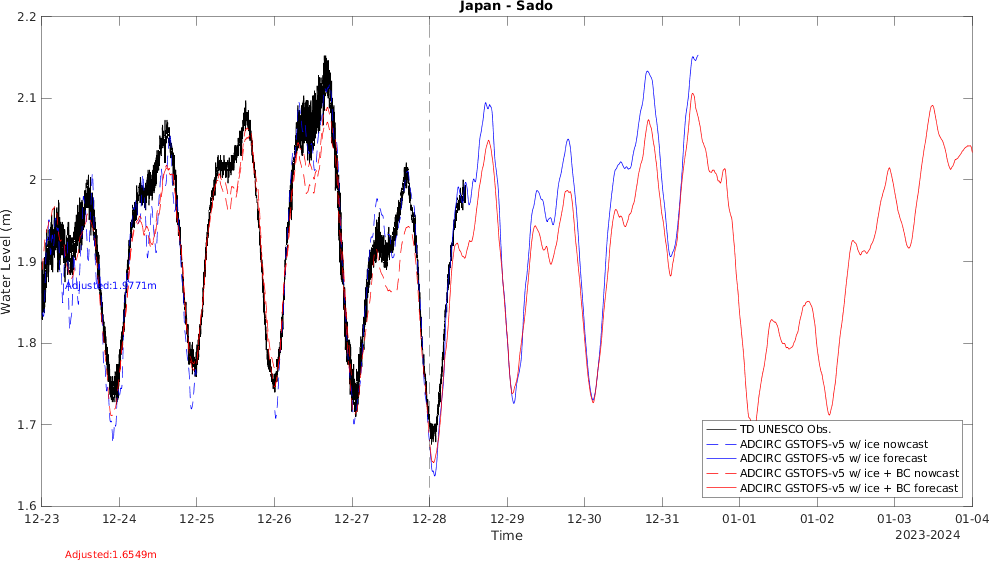 Japan - Sado
Water Level (m)
2.2
2.1
2
1.9
1.8
1.7
1.6
Adjusted:1.9771m
TD UNESCO Obs.
ADCIRC GSTOFS-v5 w/ ice nowcast
ADCIRC GSTOFS-v5 w/ ice forecast
ADCIRC GSTOFS-v5 w/ ice + BC nowcast
ADCIRC GSTOFS-v5 w/ ice + BC forecast
12-23 12-24 12-25 12-26 12-27 12-28 12-29 12-30 12-31 01-01 01-02 01-03 01-04
Time
2023-2024
Adjusted:1.6549m